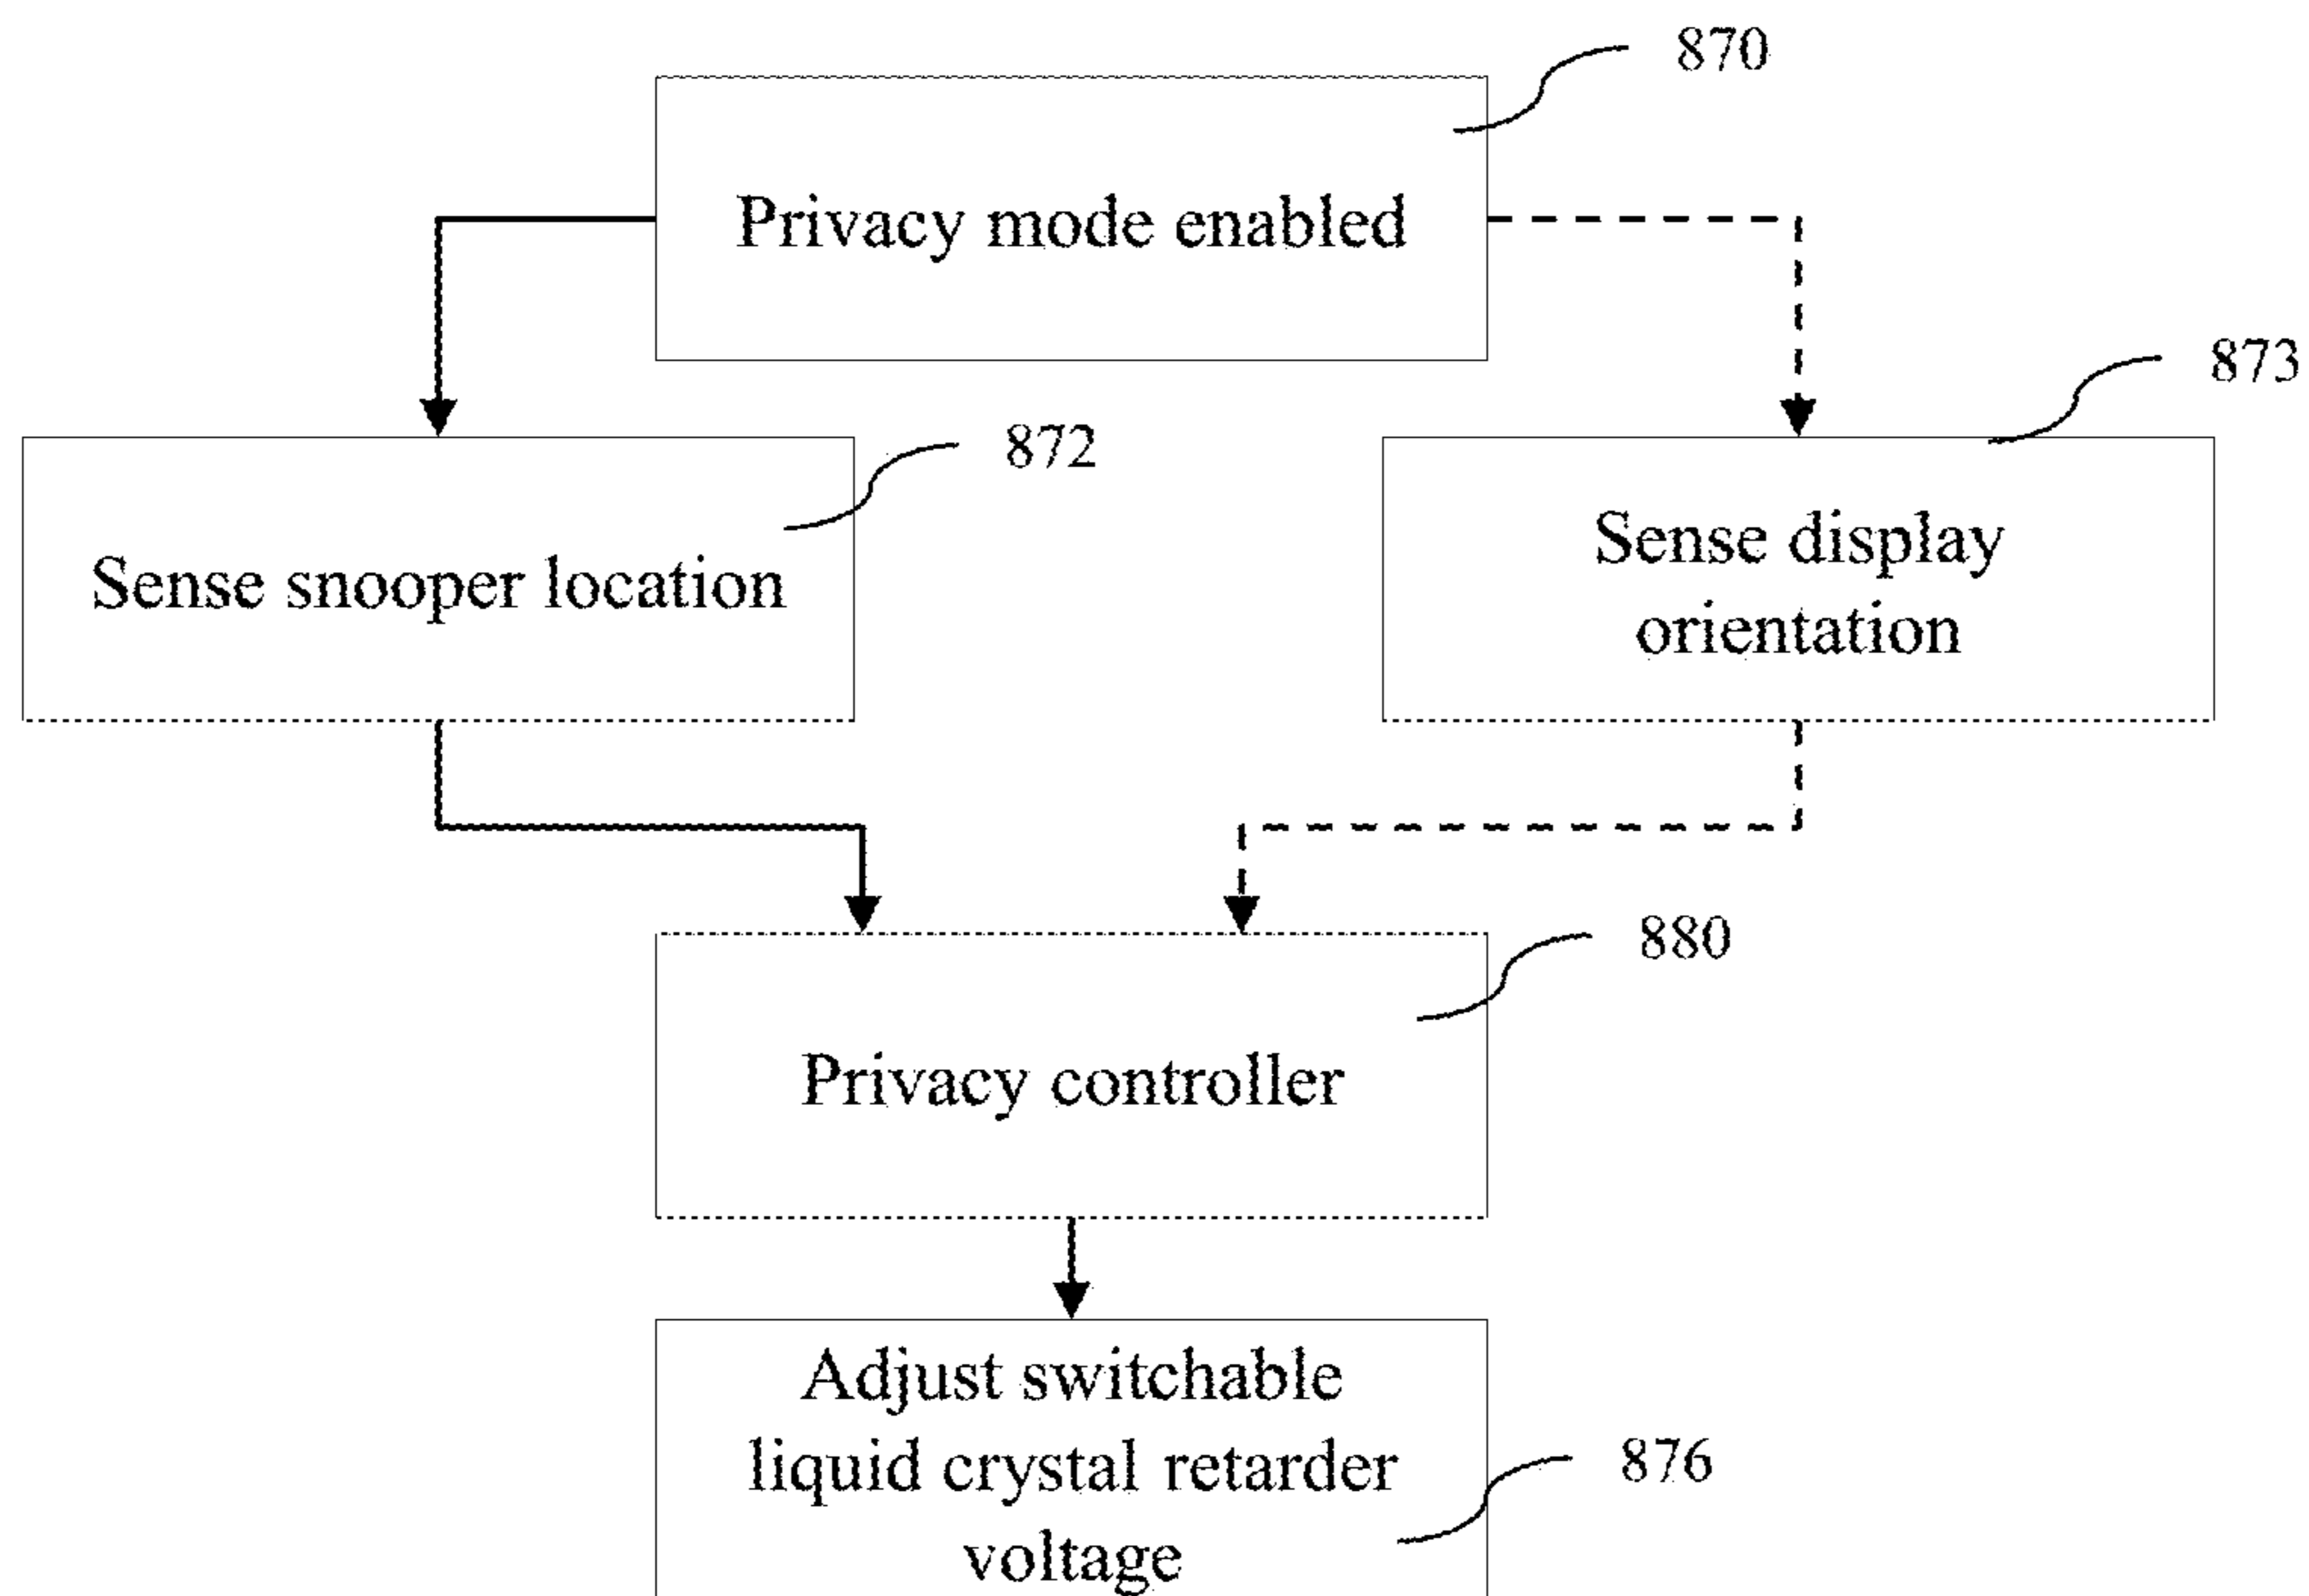 870
Privacy mode enabled
873
872
Sense snooper location
Sense display
orientation
880
Privacy controller
Adjust switchable
liquid crystal retarder
voltage
876